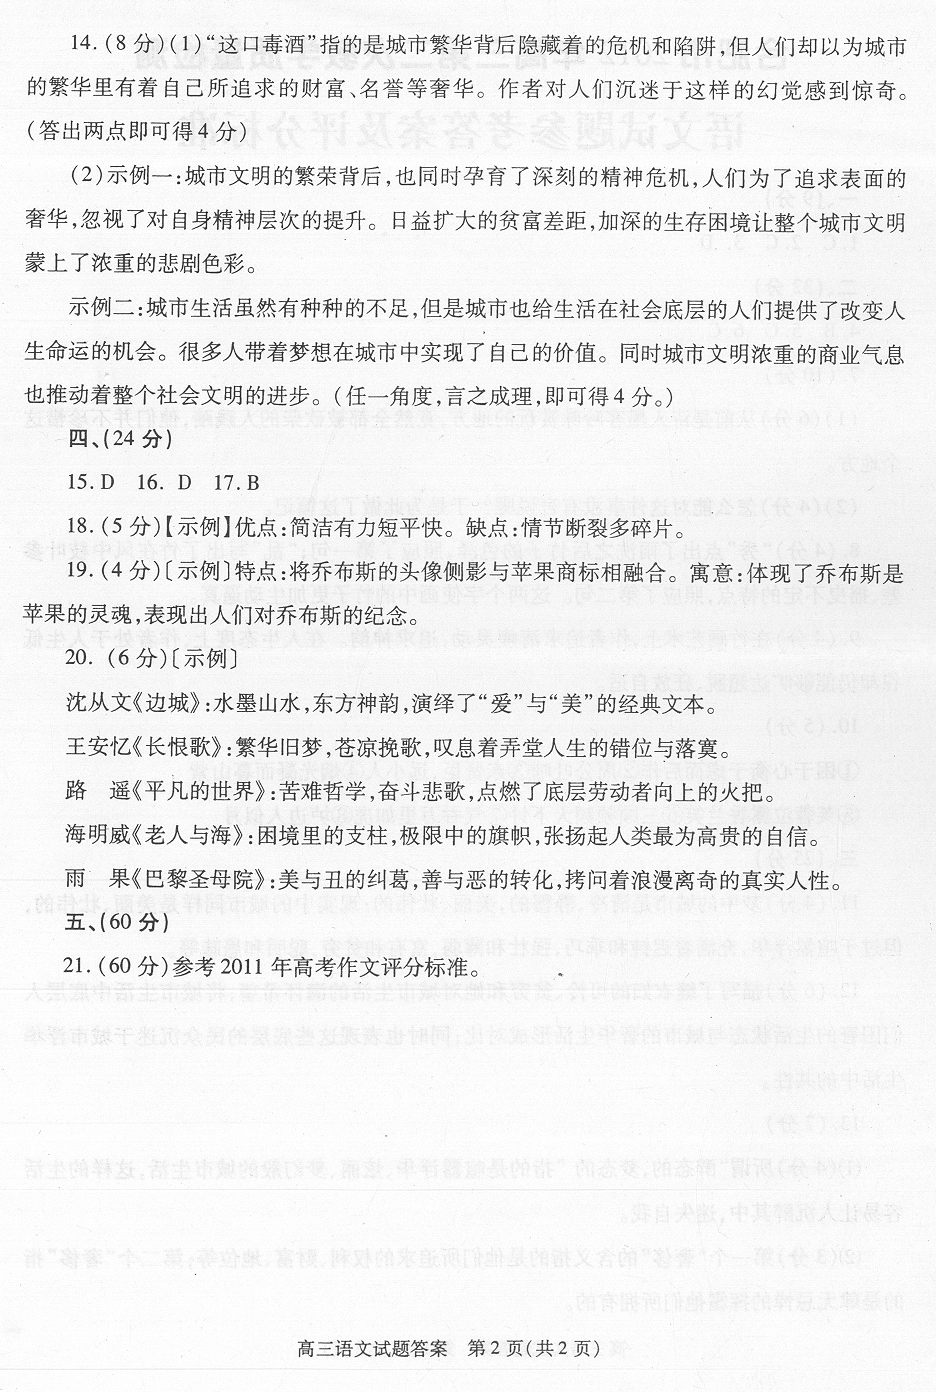 14.(8 分)(1)“这口毒酒”指的是城市繁华背后隐藏着的危机和陷阱,但人们却以为城市
的繁华里有着自己所追求的财富、名誉等奢华。作者对人们沉迷于这样的幻觉感到惊奇。
(答出两点即可得4分)
(2)示例一:城市文明的繁荣背后,也同时孕育了深刻的精神危机,人们为了追求表面的
奢华,忽视了对自身精神层次的提升。日益扩大的贫富差距,加深的生存困境让整个城市文明
蒙上了浓重的悲剧色彩。
示例二:城市生活虽然有种种的不足,但是城市也给生活在社会底层的人们提供了改变人
生命运的机会。很多人带着梦想在城市中实现了自己的价值。同时城市文明浓重的商业气息
也推动着整个社会文明的进步。(任一角度,言之成理,即可得4分。)
四、(24 分)
15. D 16. D 17. B
18.(5 分)【示例】优点:简洁有力短平快。缺点:情节断裂多碎片。
19.(4 分)〔示例〕特点:将乔布斯的头像侧影与苹果商标相融合。寓意:体现了乔布斯是
苹果的灵魂,表现出人们对乔布斯的纪念。
20. (6 分)〔示例〕
沈从文《边城》:水墨山水,东方神韵,演绎了“爱”与“美”的经典文本。
王安忆《长恨歌》:繁华旧梦,苍凉挽歌,叹息着弄堂人生的错位与落寞。
路　遥《平凡的世界》:苦难哲学,奋斗悲歌,点燃了底层劳动者向上的火把。
海明威《老人与海》:困境里的支柱,极限中的旗帜,张扬起人类最为高贵的自信。
雨　果《巴黎圣母院》:美与丑的纠葛,善与恶的转化,拷问着浪漫离奇的真实人性。
五、(60 分)
21.(60 分)参考2011年高考作文评分标准。
高三语文试题答案　第2页(共2页)